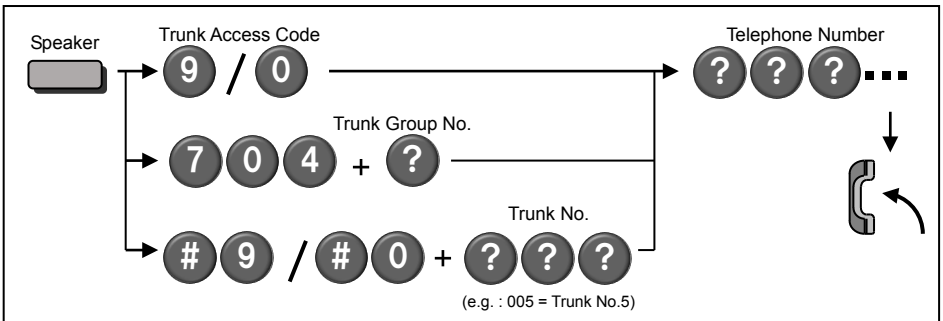 Speaker
Trunk Access Code
9 / 0
Telephone Number
? ? ?...
Trunk Group No.
7 0 4 + ?
Trunk No.
# 9 / # 0 + ? ? ?
(e.g. : 005 = Trunk No.5)